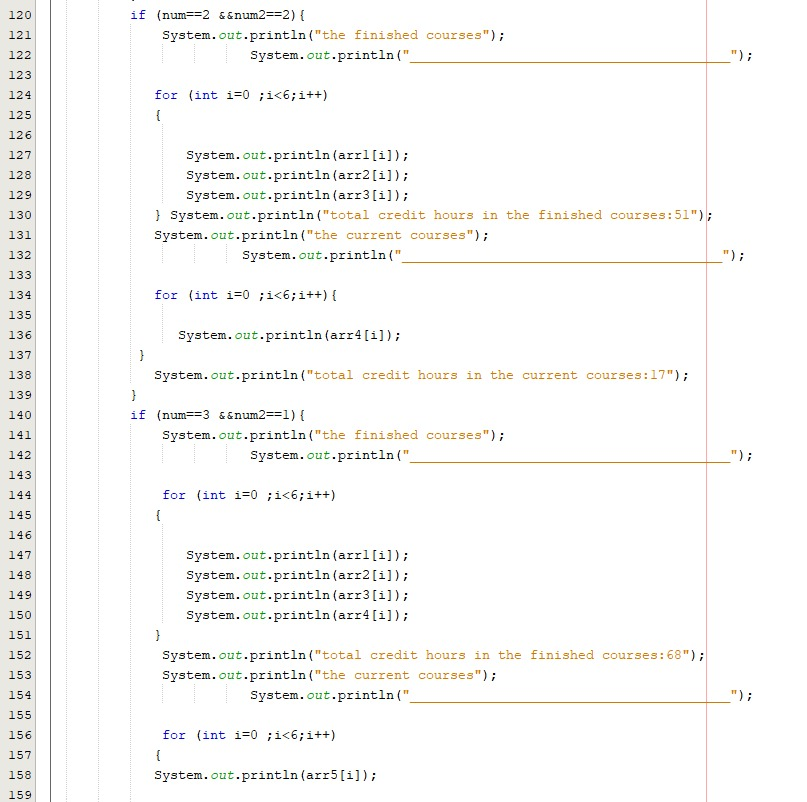 120 if (num==2 &&num2==2){
121 System.out.println("the finished courses");
122 System.out.println("________________________________________");
123
124 for (int i=0 ;i<6;i++)
125 {
126
127 System.out.println(arr1[i]);
128 System.out.println(arr2[i]);
129 System.out.println(arr3[i]);
130 } System.out.println("total credit hours in the finished courses:51");
131 System.out.println("the current courses");
132 System.out.println("________________________________________");
133
134 for (int i=0 ;i<6;i++){
135
136 System.out.println(arr4[i]);
137 }
138 System.out.println("total credit hours in the current courses:17");
139 }
140 if (num==3 &&num2==1){
141 System.out.println("the finished courses");
142 System.out.println("________________________________________");
143
144 for (int i=0 ;i<6;i++)
145 {
146
147 System.out.println(arr1[i]);
148 System.out.println(arr2[i]);
149 System.out.println(arr3[i]);
150 System.out.println(arr4[i]);
151 }
152 System.out.println("total credit hours in the finished courses:68");
153 System.out.println("the current courses");
154 System.out.println("________________________________________");
155
156 for (int i=0 ;i<6;i++)
157 {
158 System.out.println(arr5[i]);
159